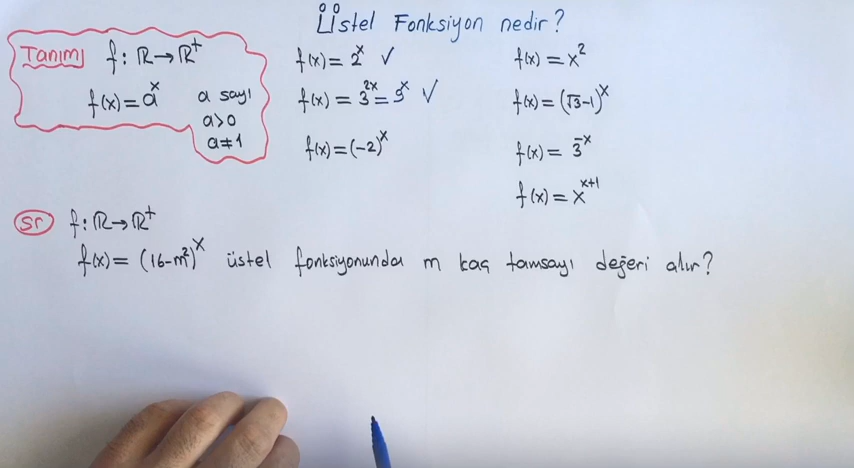 Üstel Fonksiyon nedir?
Tanımı f: ℝ→ℝ⁺
f(x) = aˣ
a sayı
a>0
a≠1
f(x) = 2ˣ ✓
f(x) = 3²ˣ = 9ˣ ✓
f(x) = (-2)ˣ
f(x) = x²
f(x) = (√3-1)ˣ
f(x) = 3⁻ˣ
f(x) = xˣ⁺¹
Sr f: ℝ→ℝ⁺
f(x) = (16-m²)ˣ üstel fonksiyonunda m kaç tamsayı değeri alır?